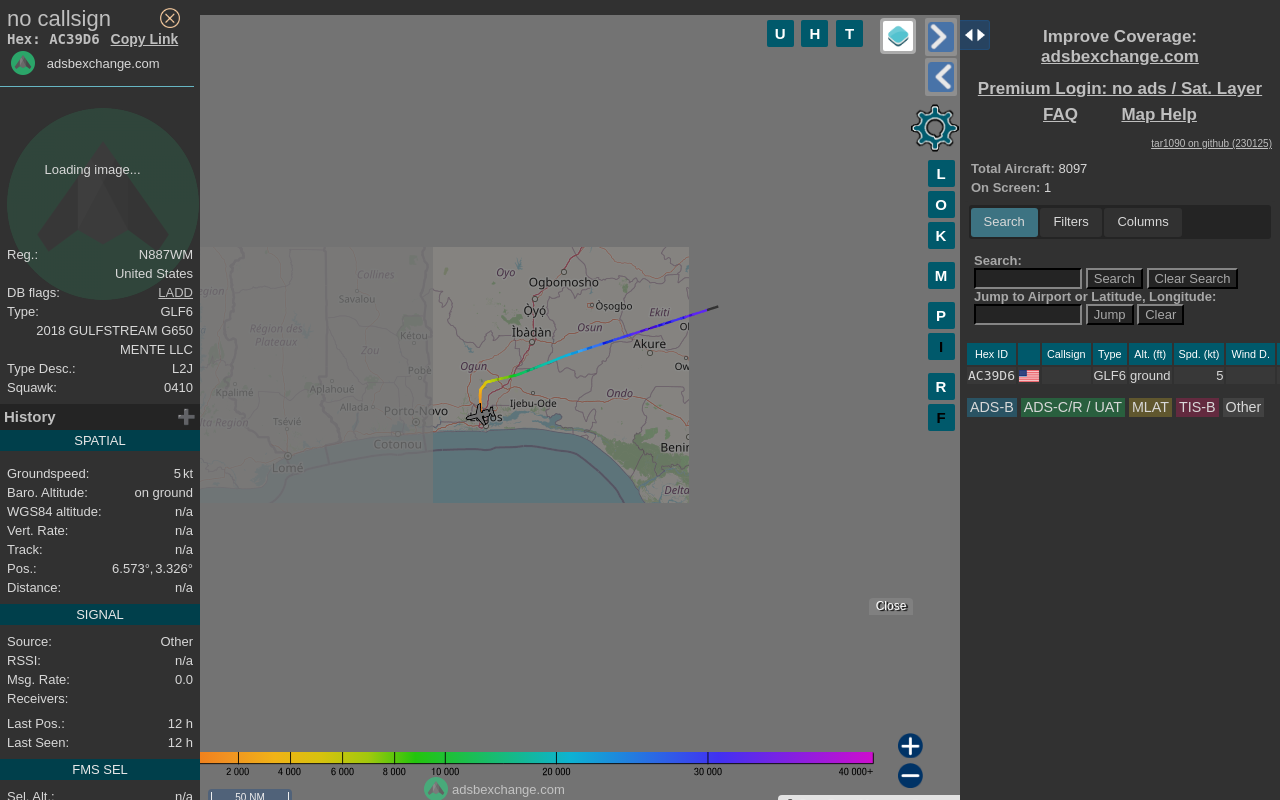 no callsign
Hex: AC39D6 Copy Link
adsbexchange.com
Loading image...
Reg.: N887WM
United States
DB flags: LADD
Type: GLF6
2018 GULFSTREAM G650
MENTE LLC
Type Desc.: L2J
Squawk: 0410
History
SPATIAL
Groundspeed: 5 kt
Baro. Altitude: on ground
WGS84 altitude: n/a
Vert. Rate: n/a
Track: n/a
Pos.: 6.573°, 3.326°
Distance: n/a
SIGNAL
Source: Other
RSSI: n/a
Msg. Rate: 0.0
Receivers:
Last Pos.: 12 h
Last Seen: 12 h
FMS SEL
Sel. Alt.: n/a
U H T
L
O
K
M
P
I
R
F
Collines
Savalou
Région des
Plateaux
Zou
Kétou
Pobè
Kpalimé
Aplahoué
Allada
Tsévié
Porto-Novo
Cotonou
Lomé
Oyo
Ogbomosho
Òyó
Òṣogbo
Ekiti
Osun
Ìbàdàn
Akure
Ogun
Ijebu-Ode
Ondo
Delta
Close
2 000 4 000 6 000 8 000 10 000 20 000 30 000 40 000+
adsbexchange.com
50 NM
Improve Coverage:
adsbexchange.com
Premium Login: no ads / Sat. Layer
FAQ Map Help
tar1090 on github (230125)
Total Aircraft: 8097
On Screen: 1
Search Filters Columns
Search:
Search Clear Search
Jump to Airport or Latitude, Longitude:
Jump Clear
Hex ID Callsign Type Alt. (ft) Spd. (kt) Wind D.
AC39D6 GLF6 ground 5
ADS-B ADS-C/R / UAT MLAT TIS-B Other